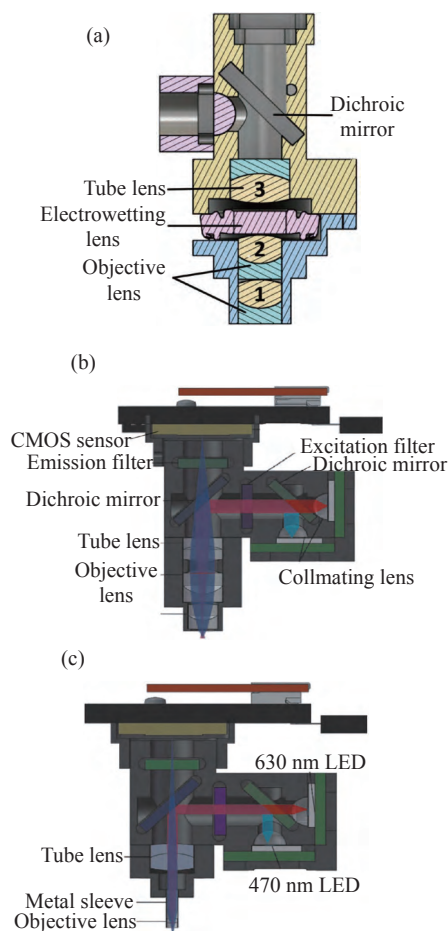 (a)
Dichroic
mirror
Tube lens
3
Electrowetting
lens
2
Objective
lens
1
(b)
CMOS sensor
Excitation filter
Emission filter
Dichroic mirror
Dichroic mirror
Tube lens
Objective
lens
Collmating lens
(c)
630 nm LED
Tube lens
470 nm LED
Metal sleeve
Objective lens